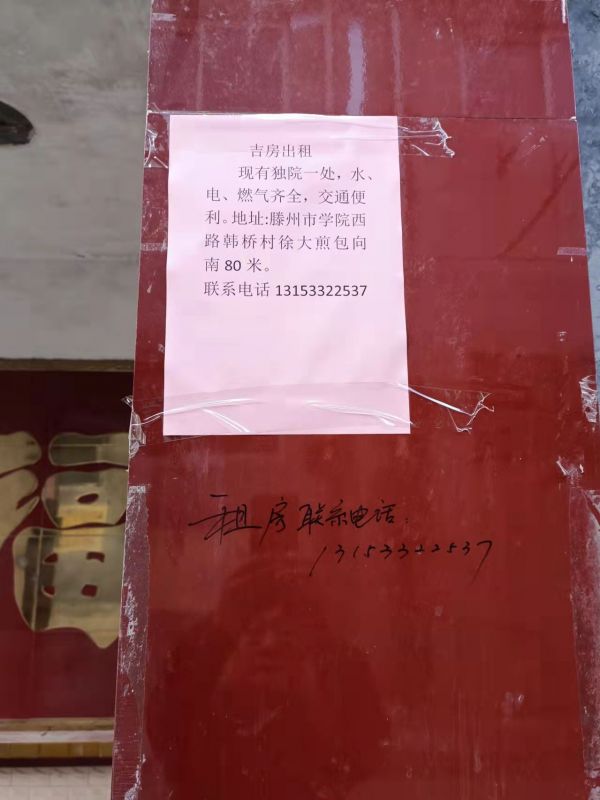 吉房出租
现有独院一处，水、
电、燃气齐全，交通便
利。地址:滕州市学院西
路韩桥村徐大煎包向
南 80 米。
联系电话 13153322537
租房联系电话：
13153322537
福